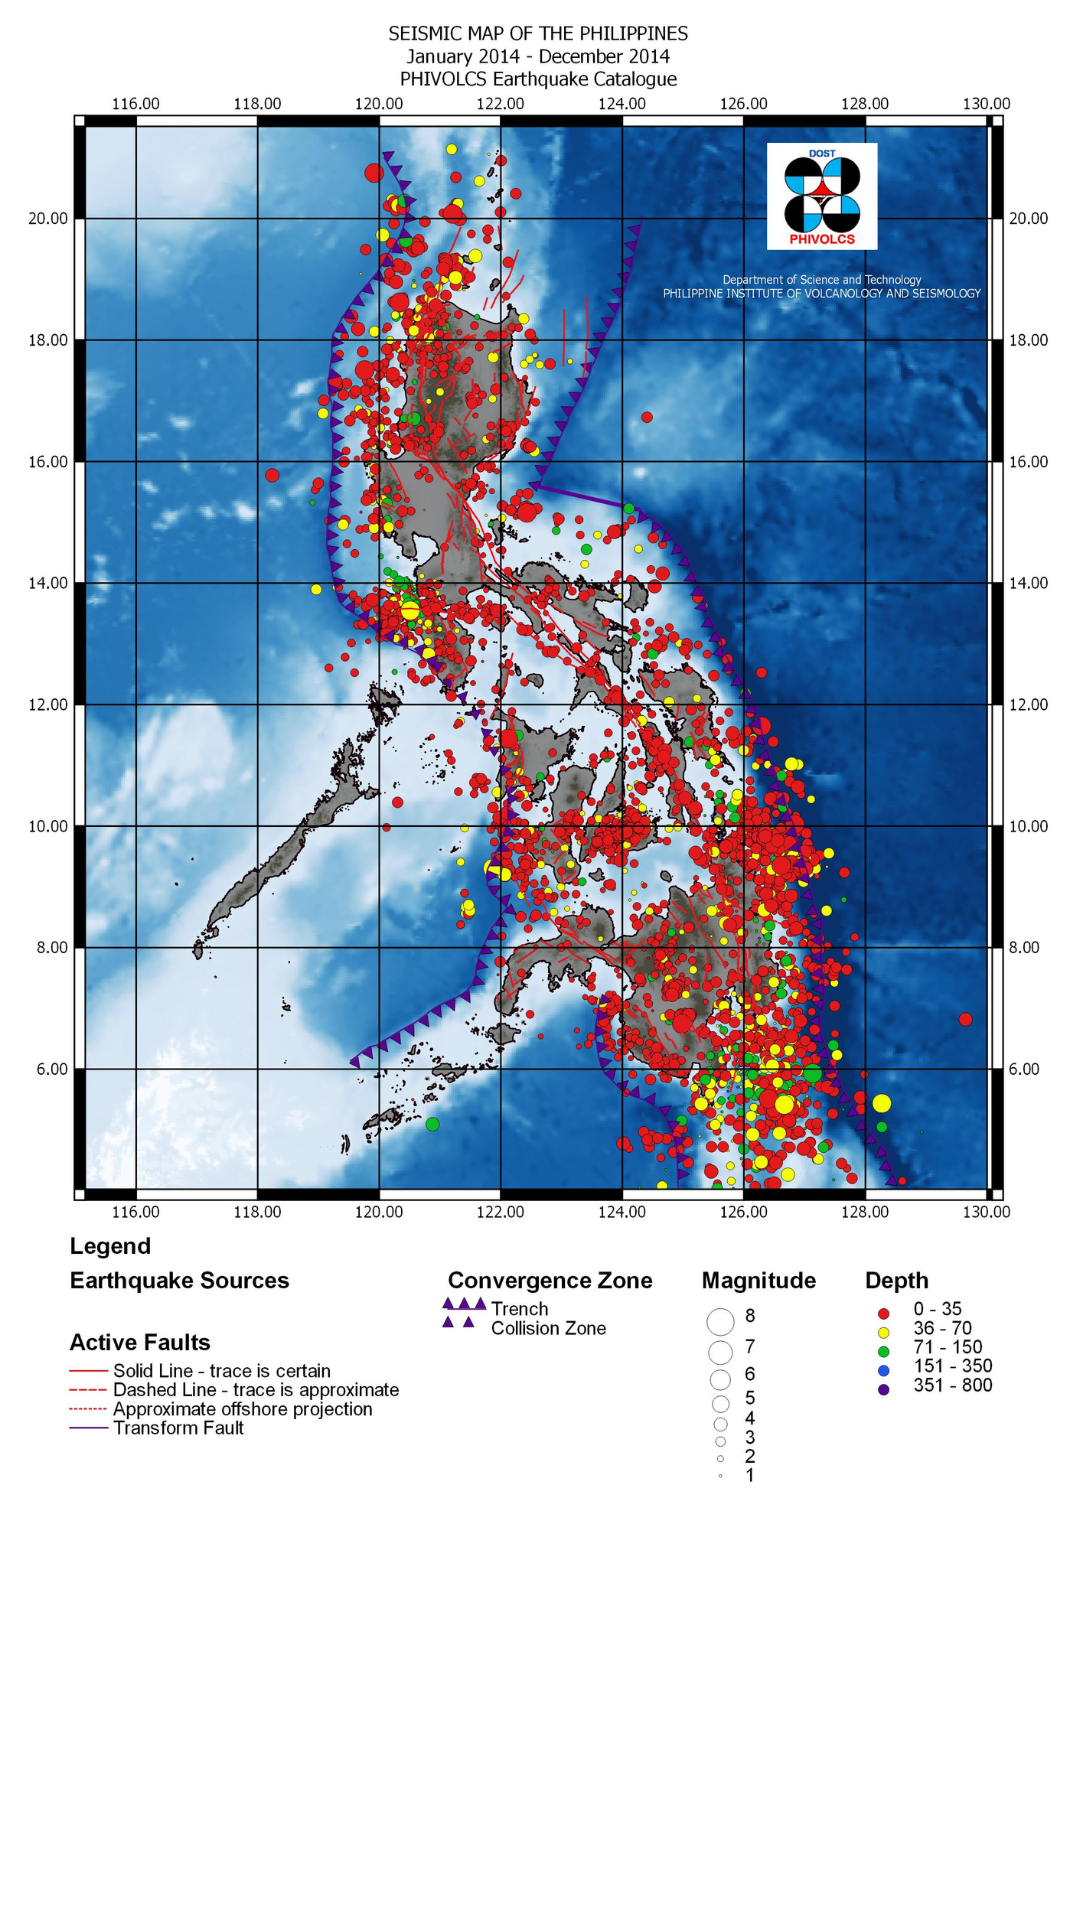 SEISMIC MAP OF THE PHILIPPINES
January 2014 - December 2014
PHIVOLCS Earthquake Catalogue
116.00 118.00 120.00 122.00 124.00 126.00 128.00 130.00
DOST
PHIVOLCS
20.00 20.00
Department of Science and Technology
PHILIPPINE INSTITUTE OF VOLCANOLOGY AND SEISMOLOGY
18.00 18.00
16.00 16.00
14.00 14.00
12.00 12.00
10.00 10.00
8.00 8.00
6.00 6.00
116.00 118.00 120.00 122.00 124.00 126.00 128.00 130.00
Legend
Earthquake Sources
Active Faults
Solid Line - trace is certain
Dashed Line - trace is approximate
Approximate offshore projection
Transform Fault
Convergence Zone
Trench
Collision Zone
Magnitude
8
7
6
5
4
3
2
1
Depth
0 - 35
36 - 70
71 - 150
151 - 350
351 - 800